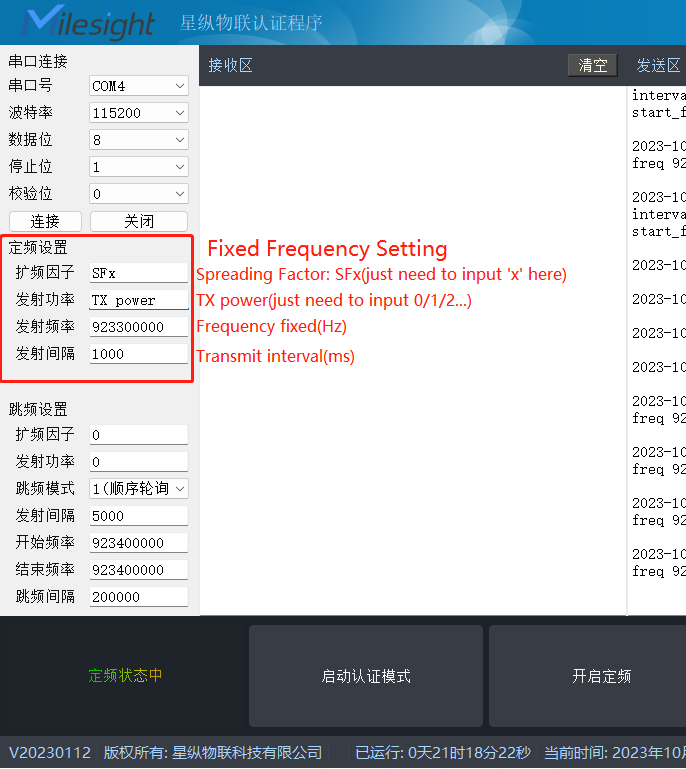 Milesight 星纵物联认证程序
串口连接
串口号 COM4
波特率 115200
数据位 8
停止位 1
校验位 0
连接 关闭
定频设置 Fixed Frequency Setting
扩频因子 SFx Spreading Factor: SFx(just need to input 'x' here)
发射功率 TX power TX power(just need to input 0/1/2...)
发射频率 923300000 Frequency fixed(Hz)
发射间隔 1000 Transmit interval(ms)
跳频设置
扩频因子 0
发射功率 0
跳频模式 1(顺序轮询
发射间隔 5000
开始频率 923400000
结束频率 923400000
跳频间隔 200000
接收区 清空 发送区
interva
start_f
2023-10
freq 92
2023-10
interva
start_f
2023-10
2023-10
2023-10
2023-10
2023-10
freq 92
2023-10
freq 92
2023-10
freq 92
2023-10
freq 92
定频状态中 启动认证模式 开启定频
V20230112 版权所有: 星纵物联科技有限公司 已运行: 0天21时18分22秒 当前时间: 2023年10月